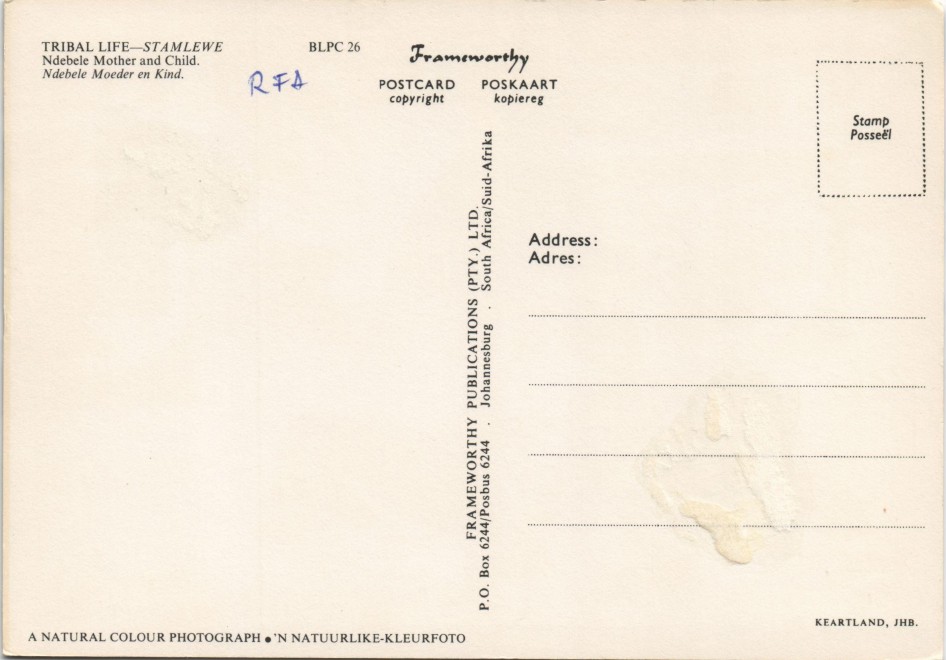 TRIBAL LIFE—STAMLEWE
Ndebele Mother and Child.
Ndebele Moeder en Kind.
BLPC 26
RFA
Frameworthy
POSTCARD POSKAART
copyright kopiereg
Stamp
Posseël
FRAMEWORTHY PUBLICATIONS (PTY.) LTD.
P.O. Box 6244/Posbus 6244 . Johannesburg . South Africa/Suid-Afrika
Address:
Adres:
KEARTLAND, JHB.
A NATURAL COLOUR PHOTOGRAPH ● 'N NATUURLIKE-KLEURFOTO